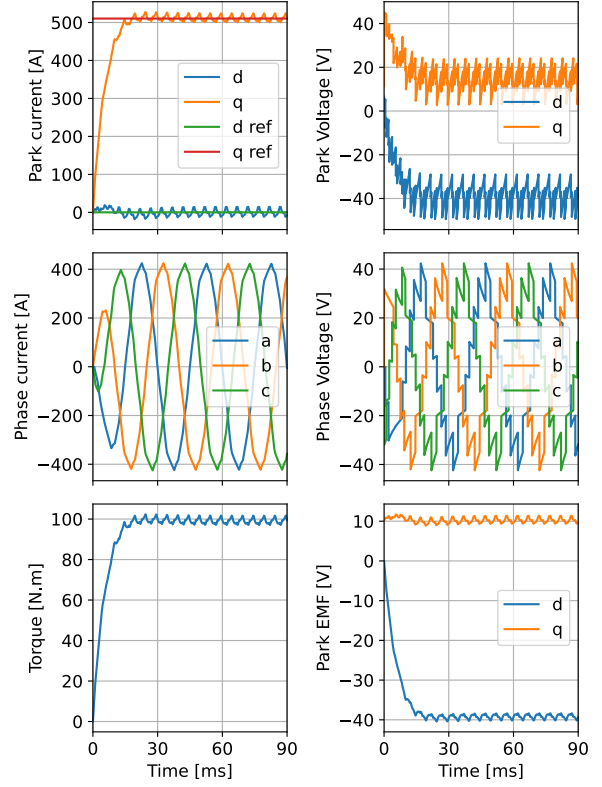 Park current [A]
500
400
300
200
100
0
d
q
d ref
q ref
Park Voltage [V]
40
20
0
−20
−40
d
q
Phase current [A]
400
200
0
−200
−400
a
b
c
Phase Voltage [V]
40
20
0
−20
−40
a
b
c
Torque [N.m]
100
80
60
40
20
0
0 30 60 90
Time [ms]
Park EMF [V]
10
0
−10
−20
−30
−40
d
q
0 30 60 90
Time [ms]